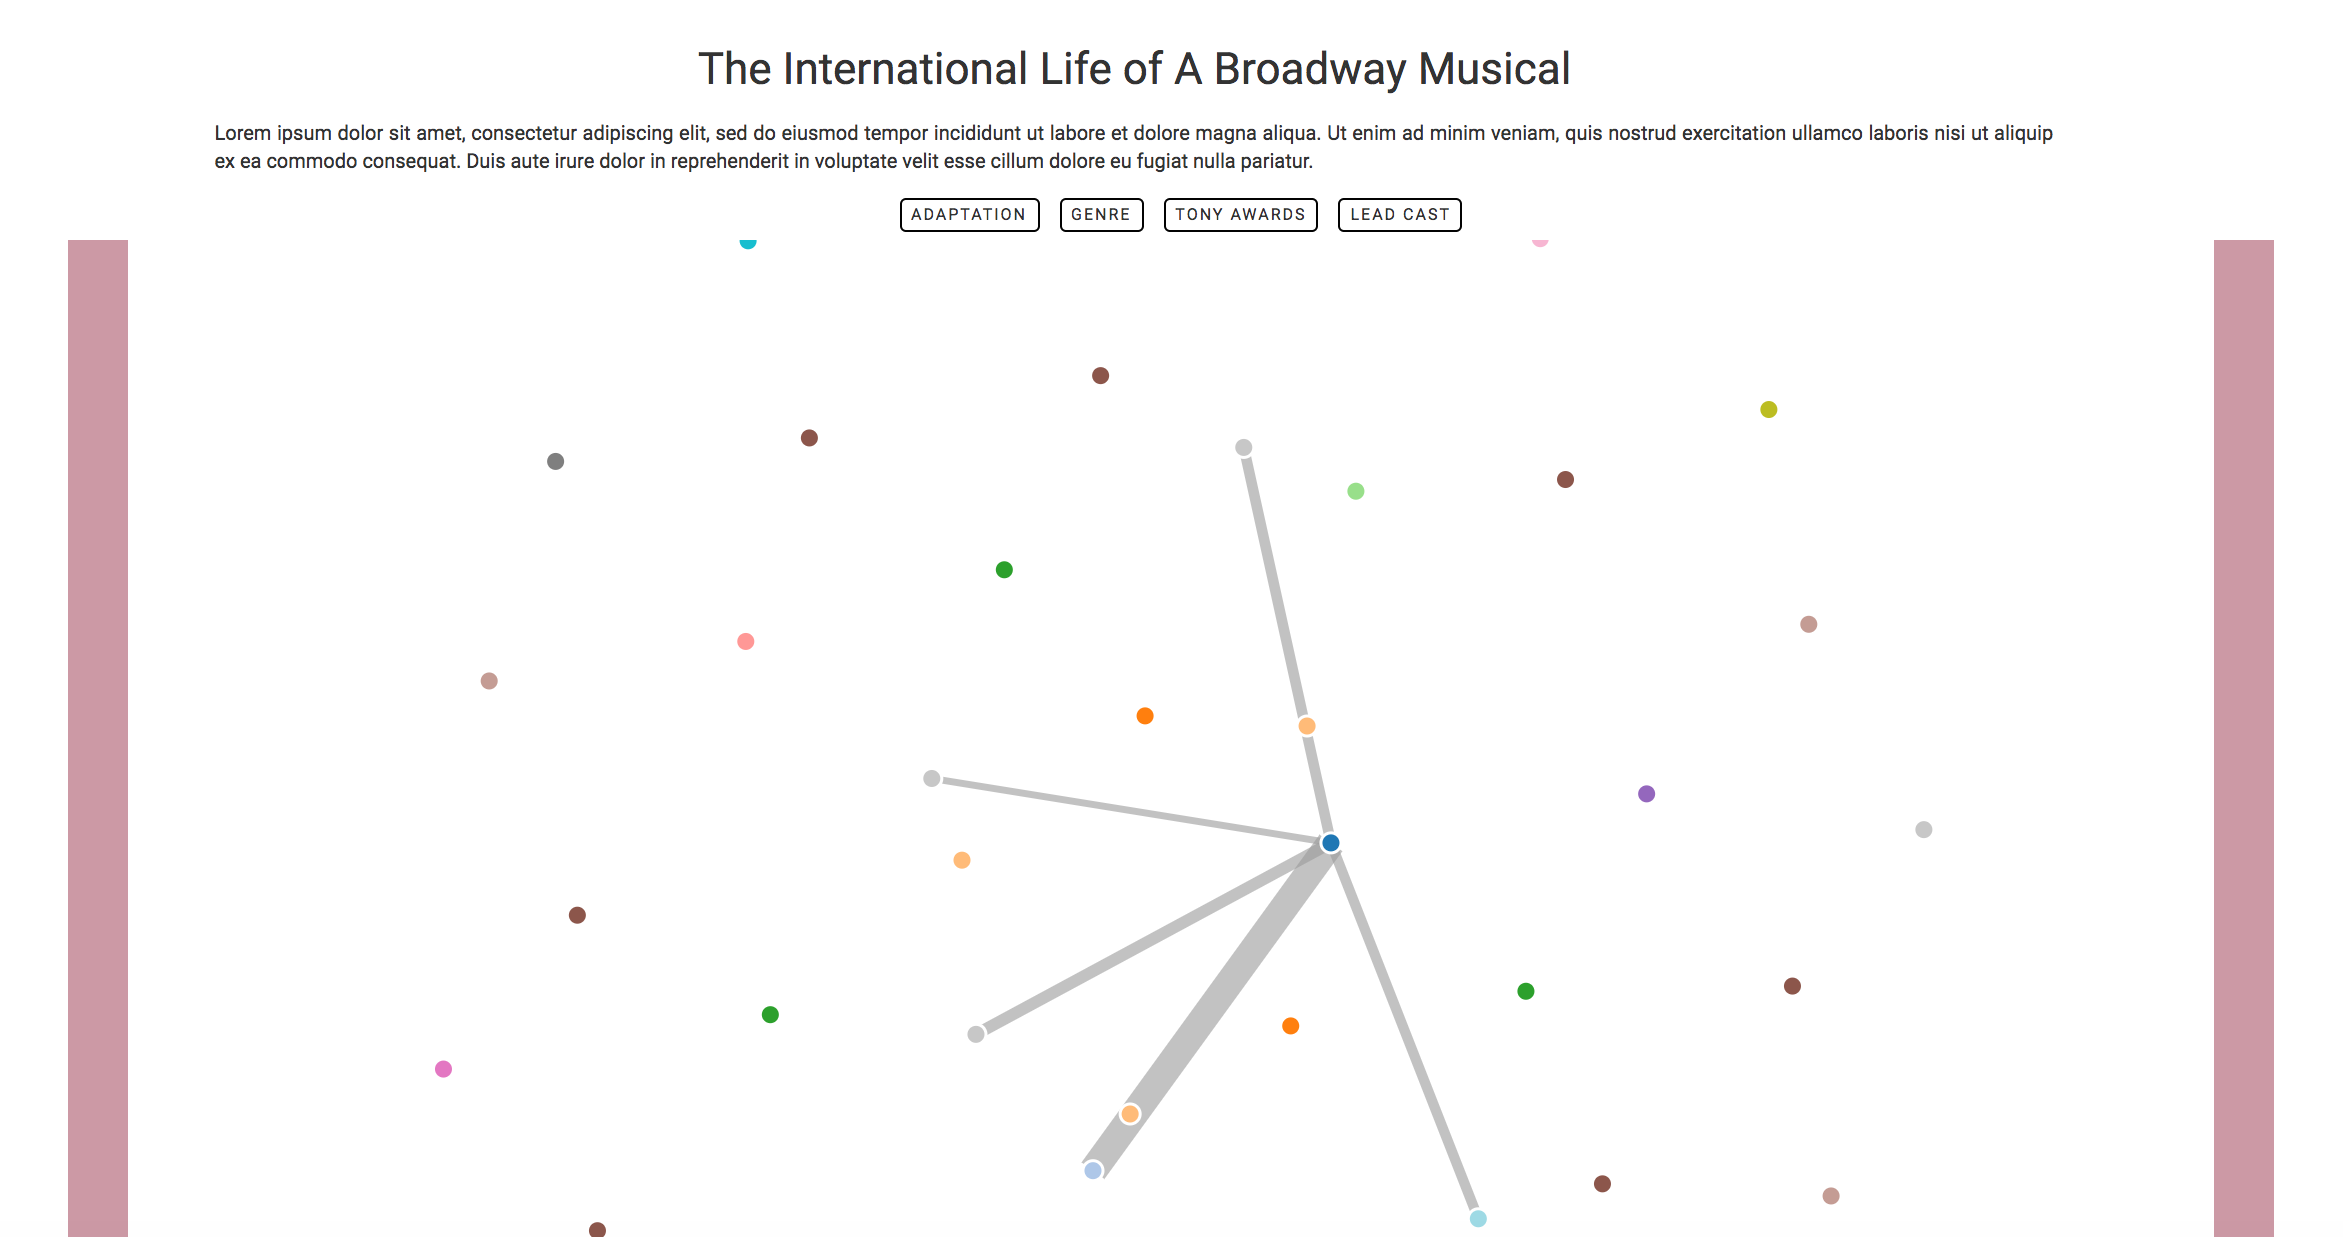 The International Life of A Broadway Musical
Lorem ipsum dolor sit amet, consectetur adipiscing elit, sed do eiusmod tempor incididunt ut labore et dolore magna aliqua. Ut enim ad minim veniam, quis nostrud exercitation ullamco laboris nisi ut aliquip
ex ea commodo consequat. Duis aute irure dolor in reprehenderit in voluptate velit esse cillum dolore eu fugiat nulla pariatur.
ADAPTATION GENRE TONY AWARDS LEAD CAST